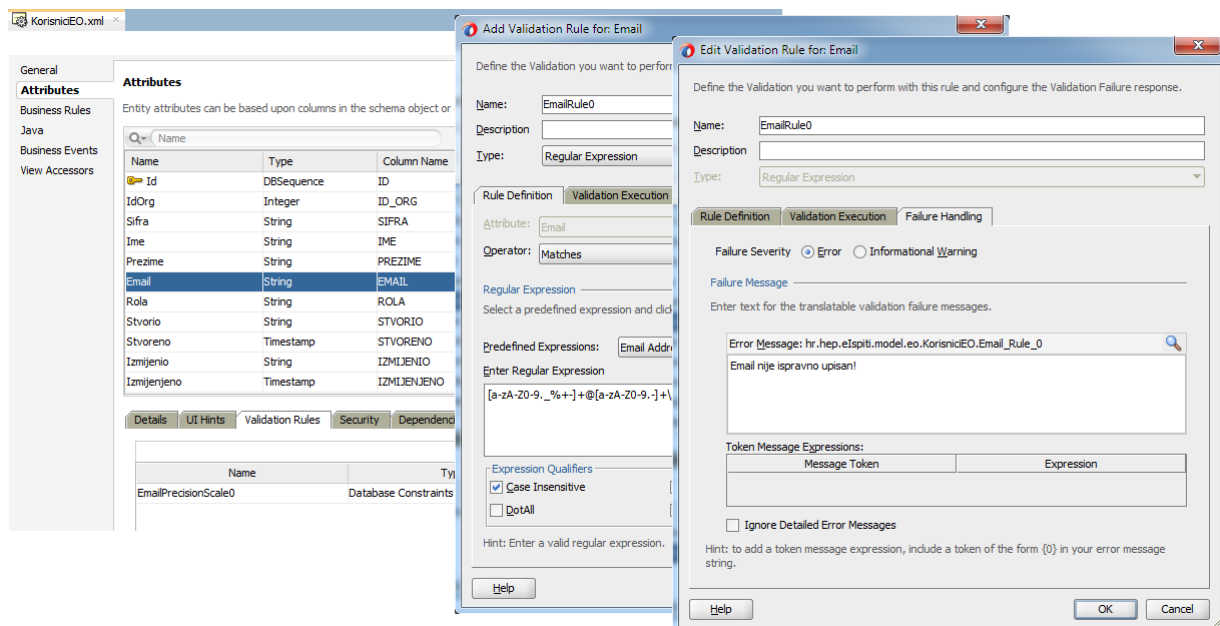 KorisniciEO.xml
General
Attributes
Business Rules
Java
Business Events
View Accessors
Attributes
Entity attributes can be based upon columns in the schema object or
Name
Name Type Column Name
Id DBSequence ID
IdOrg Integer ID_ORG
Sifra String SIFRA
Ime String IME
Prezime String PREZIME
Email String EMAIL
Rola String ROLA
Stvorio String STVORIO
Stvoreno Timestamp STVORENO
Izmijenio String IZMIJENIO
Izmijenjeno Timestamp IZMIJENJENO
Details UI Hints Validation Rules Security
Name
EmailPrecisionScale0 Database Constraints
Add Validation Rule for: Email
Define the Validation you want to
Name: EmailRule0
Description
Type: Regular Expression
Rule Definition Validation Execution
Attribute: Email
Operator: Matches
Regular Expression
Select a predefined expression and
Predefined Expressions: Email
Enter Regular Expression
[a-zA-Z0-9._%+-]+@[a-zA-Z0-9.-]+\
Expression Qualifiers
Case Insensitive
DotAll
Hint: Enter a valid regular expression.
Help
Edit Validation Rule for: Email
Define the Validation you want to perform with this rule and configure the Validation Failure response.
Name: EmailRule0
Description
Type: Regular Expression
Rule Definition Validation Execution Failure Handling
Failure Severity Error Informational Warning
Failure Message
Enter text for the translatable validation failure messages.
Error Message: hr.hep.eIspiti.model.eo.KorisniciEO.Email_Rule_0
Email nije ispravno upisan!
Token Message Expressions:
Message Token Expression
Ignore Detailed Error Messages
Hint: to add a token message expression, include a token of the form {0} in your error message
string.
Help OK Cancel